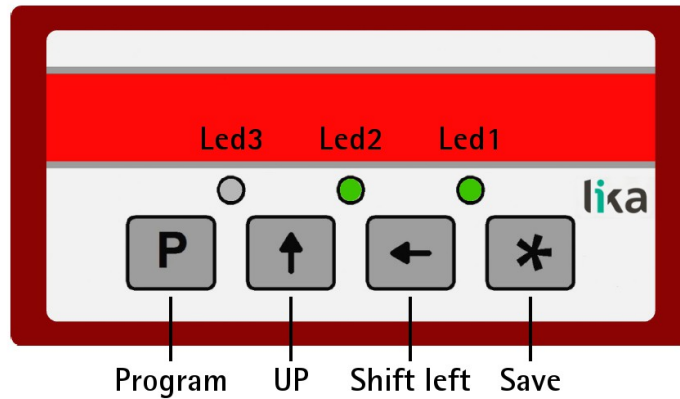 Led3 Led2 Led1
lika
P ↑ ← *
Program UP Shift left Save